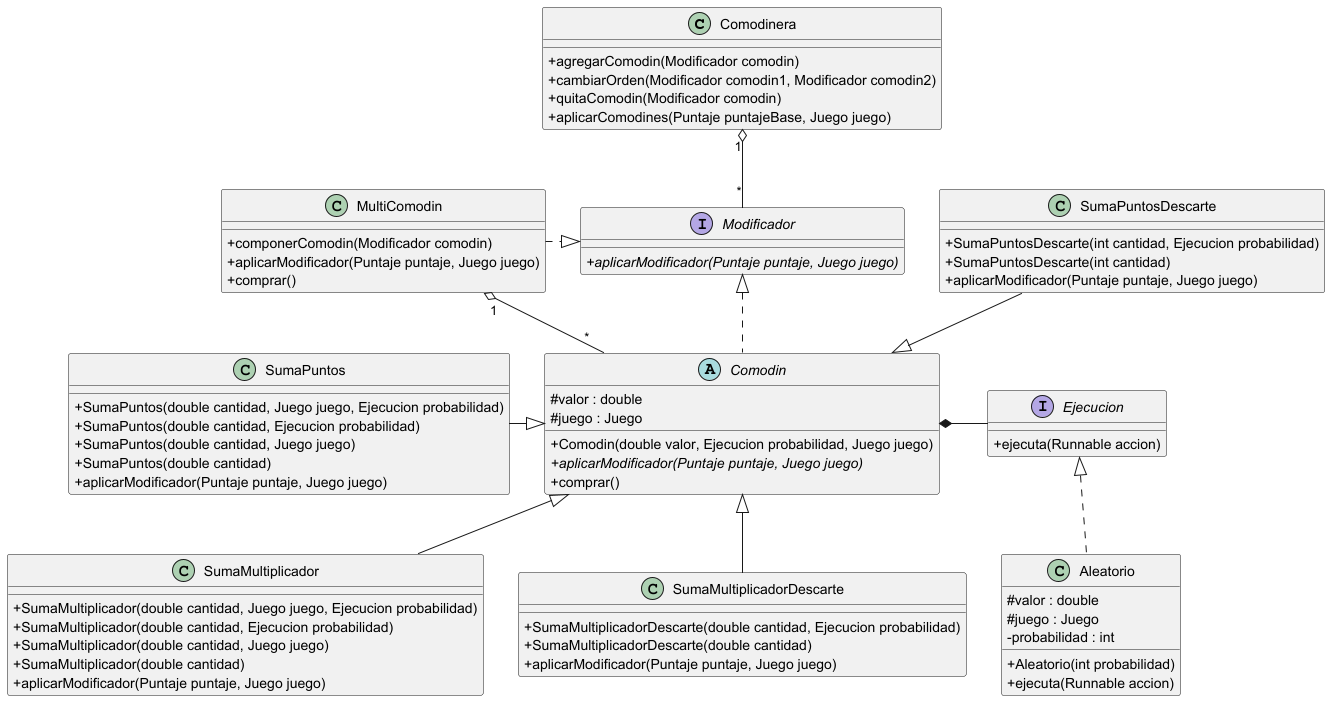 C Comodinera
+agregarComodin(Modificador comodin)
+cambiarOrden(Modificador comodin1, Modificador comodin2)
+quitaComodin(Modificador comodin)
+aplicarComodines(Puntaje puntajeBase, Juego juego)
1
*
C MultiComodin
+componerComodin(Modificador comodin)
+aplicarModificador(Puntaje puntaje, Juego juego)
+comprar()
1
*
I Modificador
+aplicarModificador(Puntaje puntaje, Juego juego)
C SumaPuntosDescarte
+SumaPuntosDescarte(int cantidad, Ejecucion probabilidad)
+SumaPuntosDescarte(int cantidad)
+aplicarModificador(Puntaje puntaje, Juego juego)
C SumaPuntos
+SumaPuntos(double cantidad, Juego juego, Ejecucion probabilidad)
+SumaPuntos(double cantidad, Ejecucion probabilidad)
+SumaPuntos(double cantidad, Juego juego)
+SumaPuntos(double cantidad)
+aplicarModificador(Puntaje puntaje, Juego juego)
A Comodin
#valor : double
#juego : Juego
+Comodin(double valor, Ejecucion probabilidad, Juego juego)
+aplicarModificador(Puntaje puntaje, Juego juego)
+comprar()
I Ejecucion
+ejecuta(Runnable accion)
C SumaMultiplicador
+SumaMultiplicador(double cantidad, Juego juego, Ejecucion probabilidad)
+SumaMultiplicador(double cantidad, Ejecucion probabilidad)
+SumaMultiplicador(double cantidad, Juego juego)
+SumaMultiplicador(double cantidad)
+aplicarModificador(Puntaje puntaje, Juego juego)
C SumaMultiplicadorDescarte
+SumaMultiplicadorDescarte(double cantidad, Ejecucion probabilidad)
+SumaMultiplicadorDescarte(double cantidad)
+aplicarModificador(Puntaje puntaje, Juego juego)
C Aleatorio
#valor : double
#juego : Juego
-probabilidad : int
+Aleatorio(int probabilidad)
+ejecuta(Runnable accion)